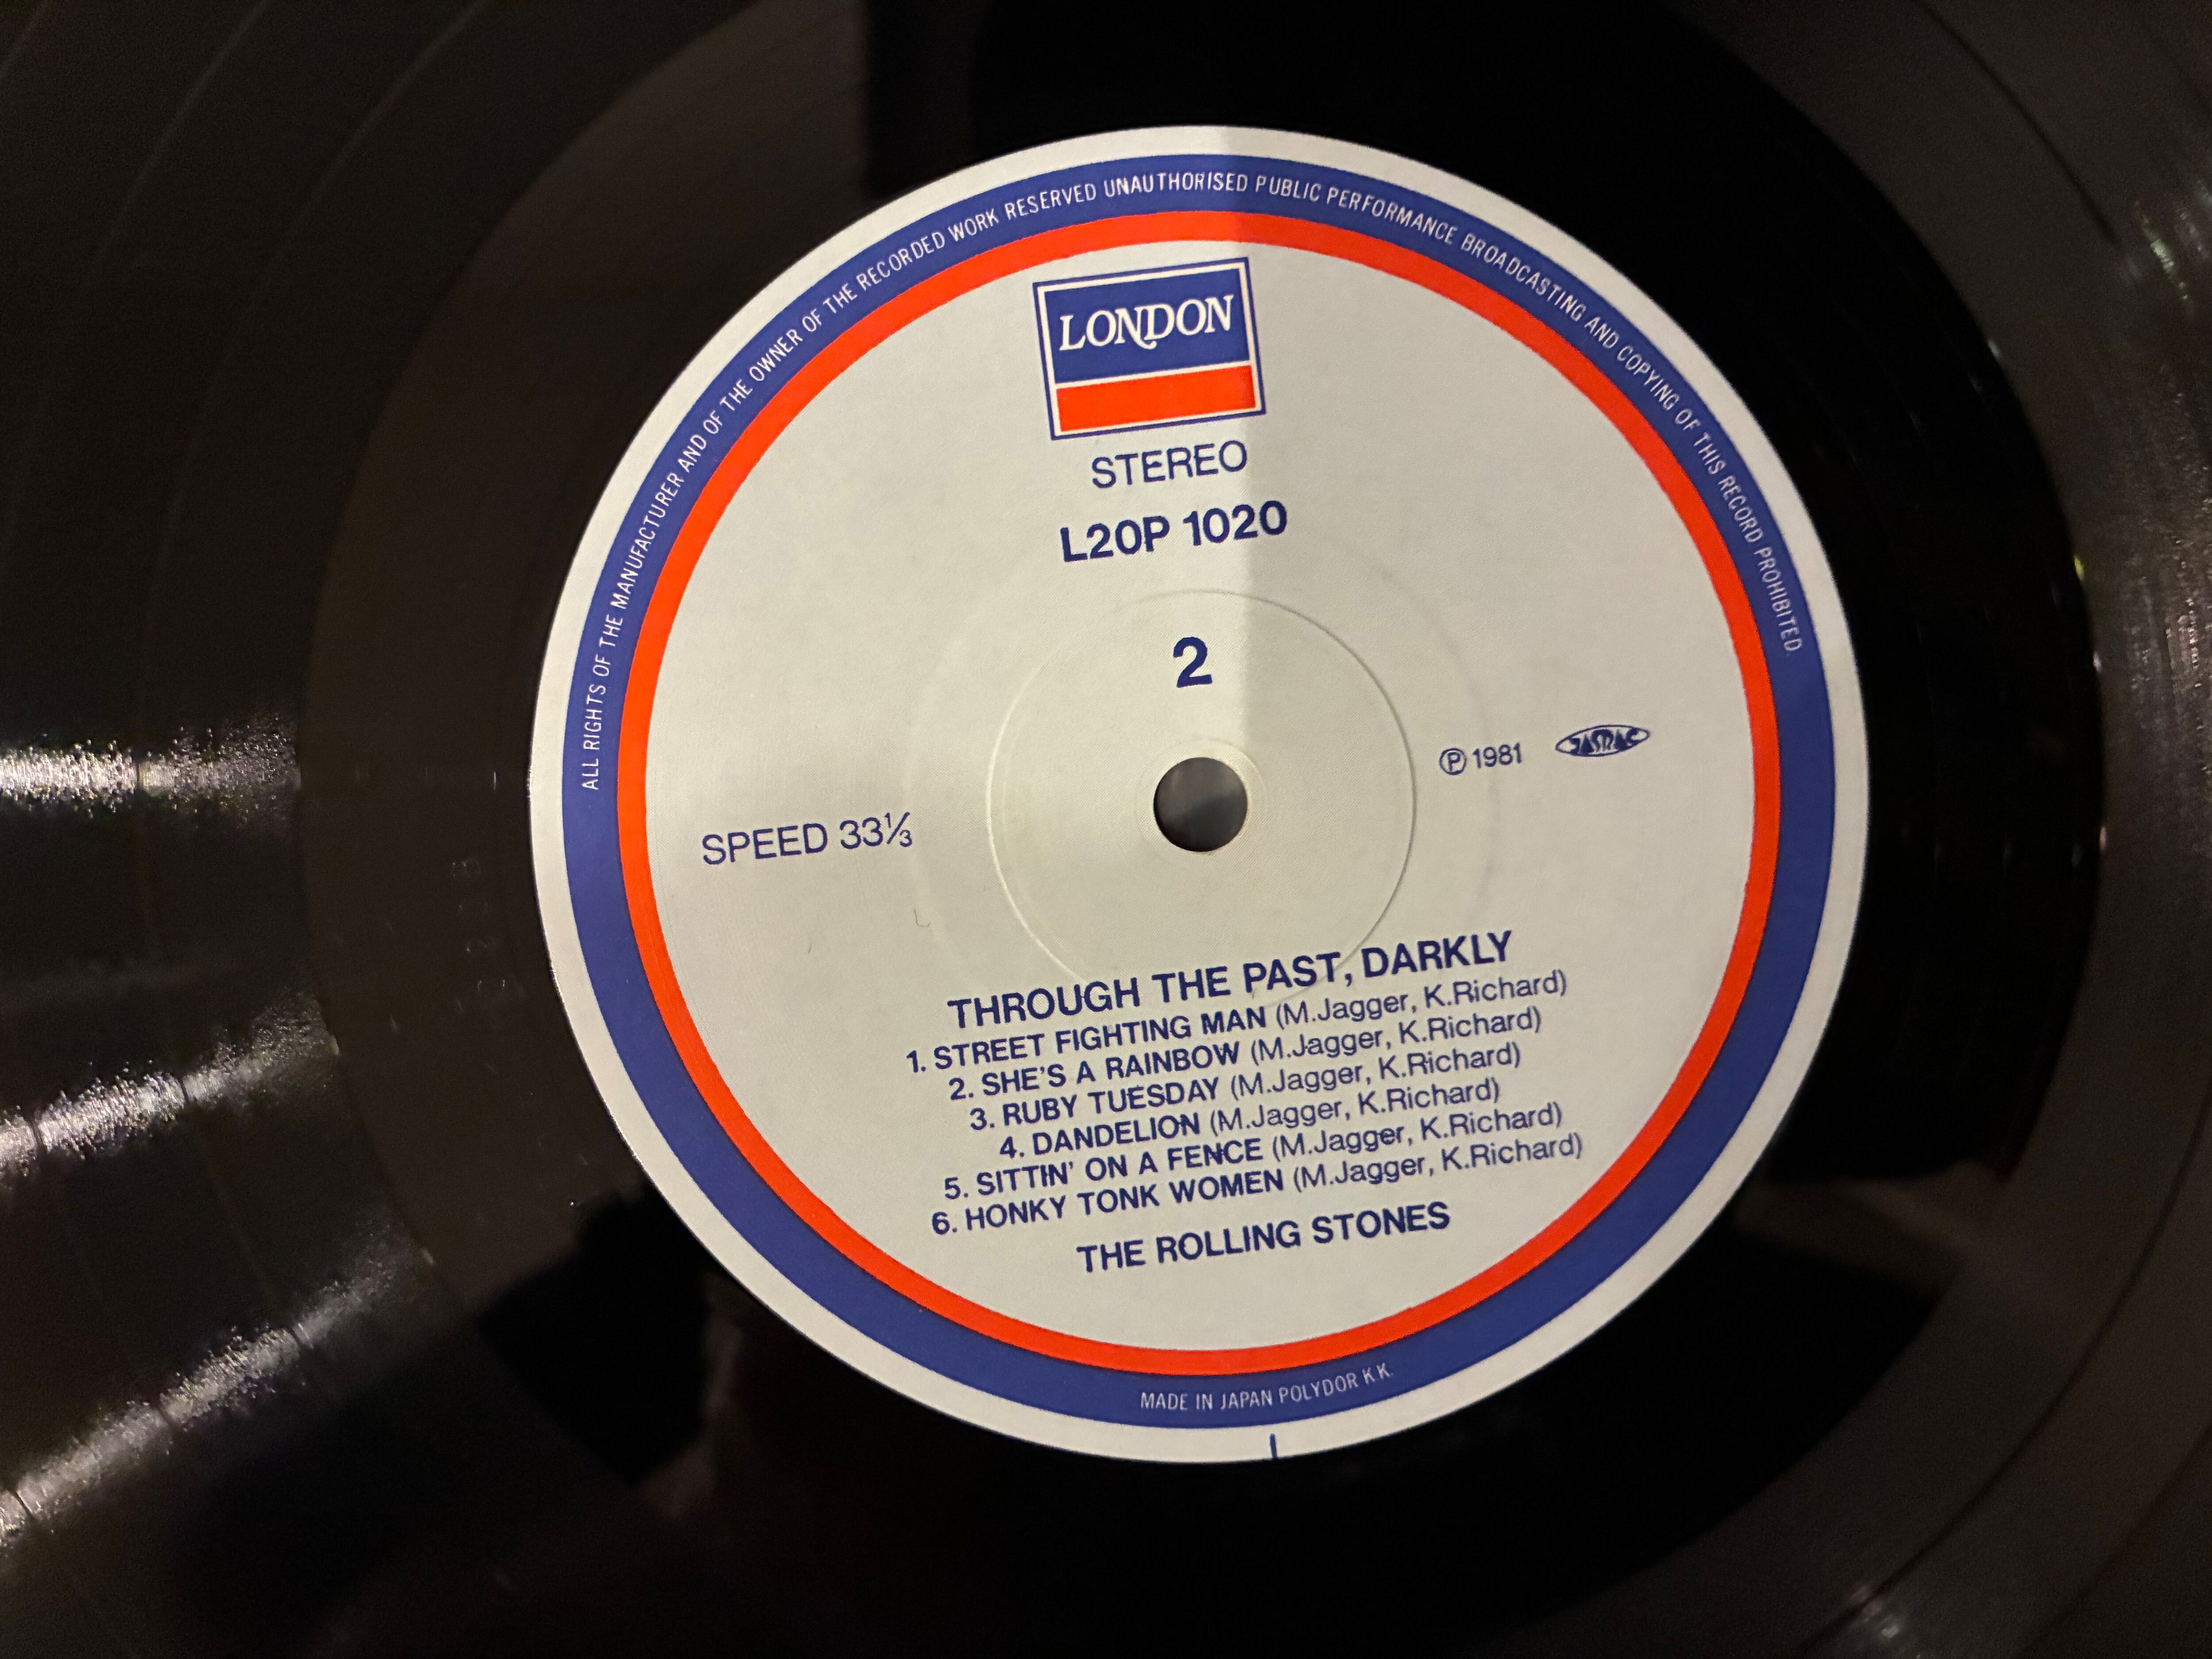 ALL RIGHTS OF THE MANUFACTURER AND OF THE OWNER OF THE RECORDED WORK RESERVED UNAUTHORISED PUBLIC PERFORMANCE BROADCASTING AND COPYING OF THIS RECORD PROHIBITED.
LONDON
STEREO
L20P 1020
2
℗ 1981 JASRAC
SPEED 33⅓
THROUGH THE PAST, DARKLY
1. STREET FIGHTING MAN (M.Jagger, K.Richard)
2. SHE'S A RAINBOW (M.Jagger, K.Richard)
3. RUBY TUESDAY (M.Jagger, K.Richard)
4. DANDELION (M.Jagger, K.Richard)
5. SITTIN' ON A FENCE (M.Jagger, K.Richard)
6. HONKY TONK WOMEN (M.Jagger, K.Richard)
THE ROLLING STONES
MADE IN JAPAN POLYDOR K.K.